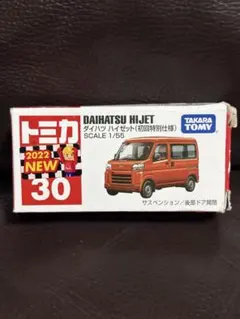 トミカ
2022
NEW
30
DAIHATSU HIJET
ダイハツ ハイゼット(初回特別仕様)
SCALE 1/55
TAKARA
TOMY
サスペンション/後部ドア開閉